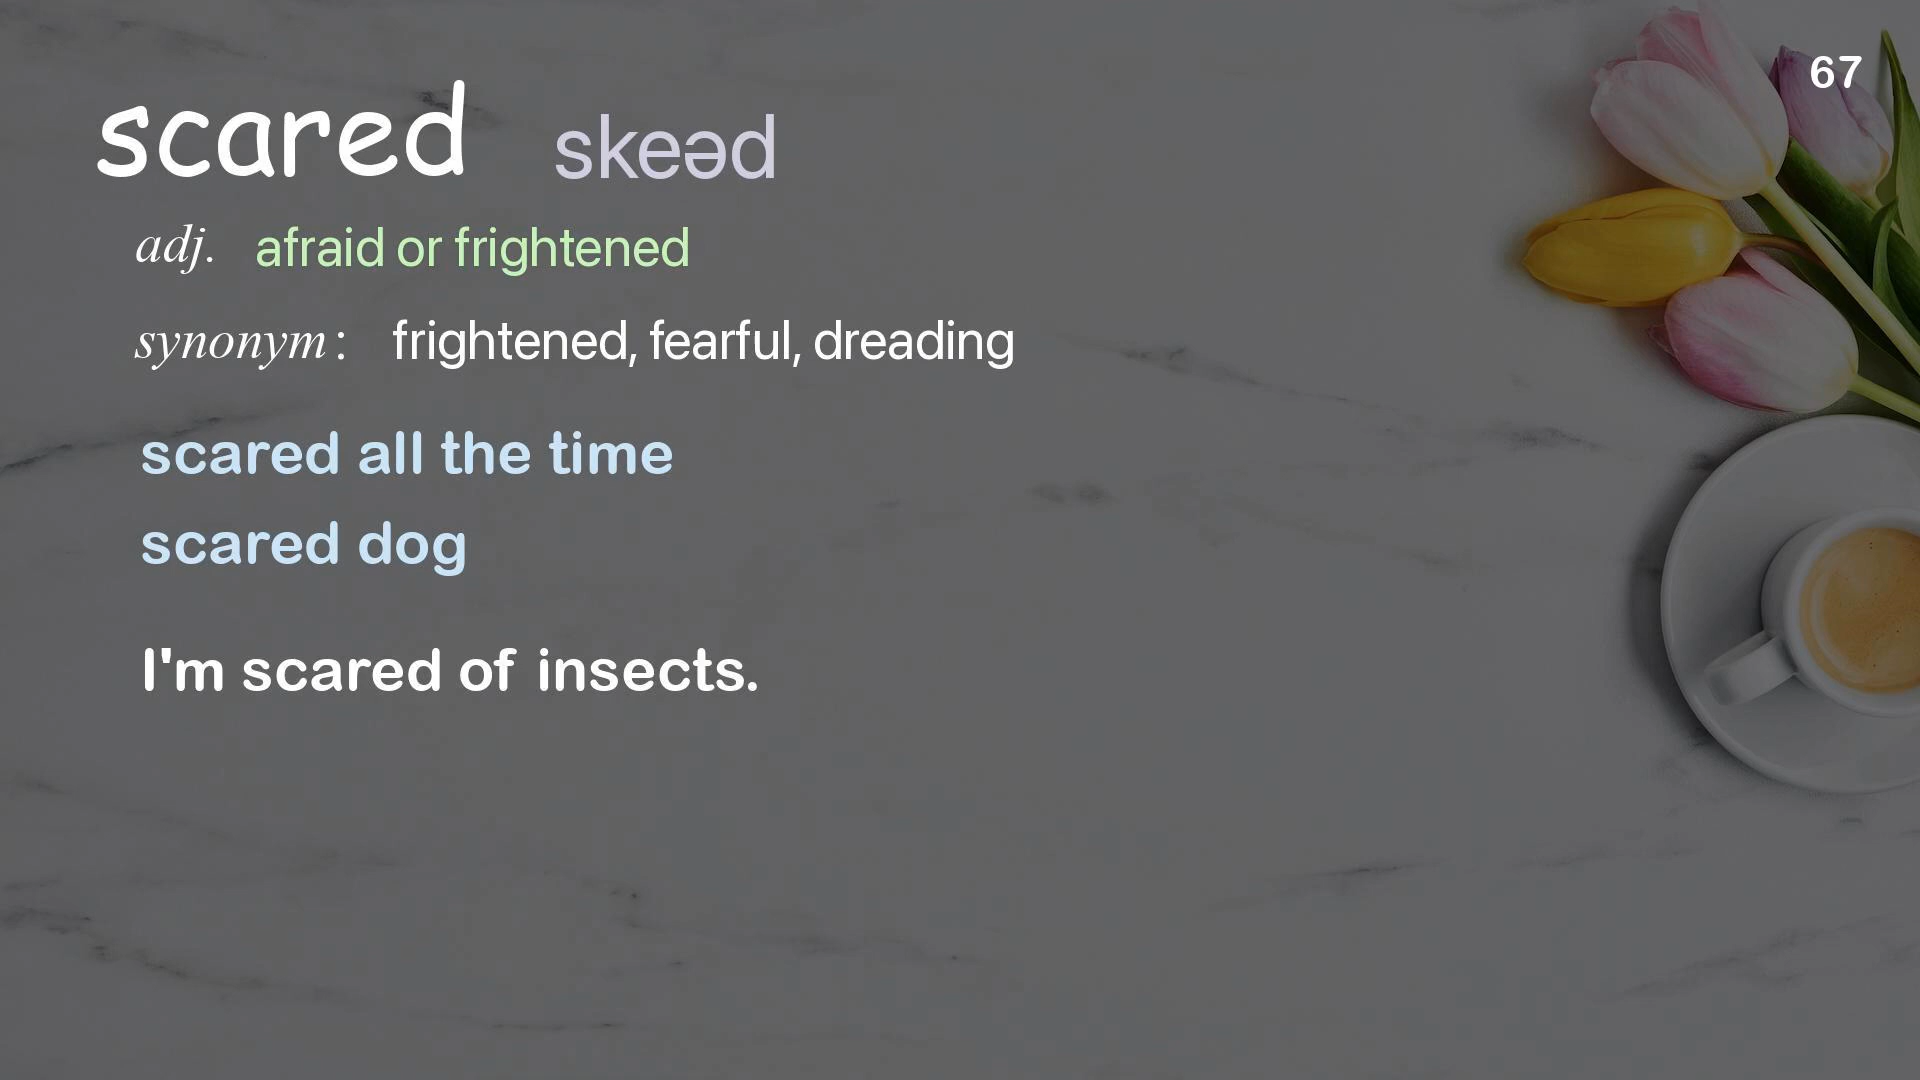 67
scared skeəd
adj. afraid or frightened
synonym: frightened, fearful, dreading
scared all the time
scared dog
I'm scared of insects.